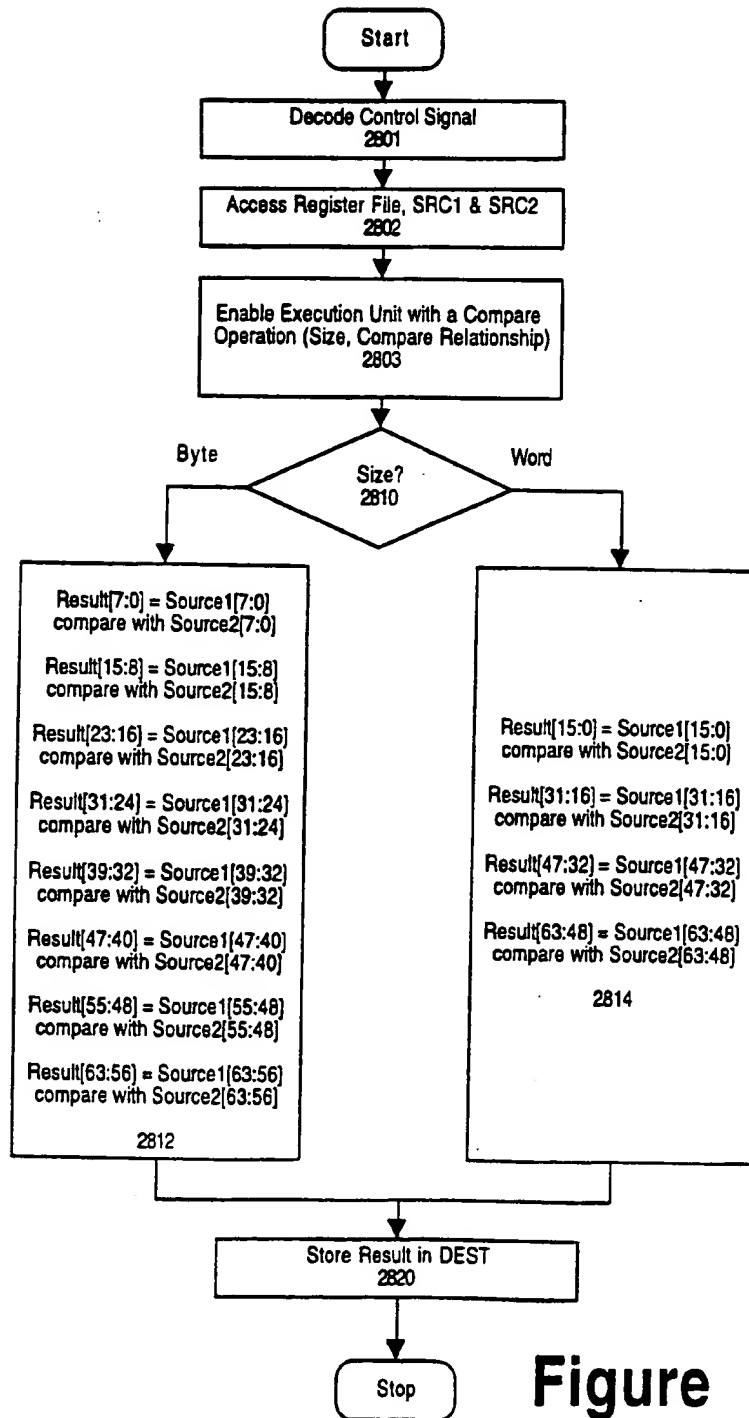 Start
Decode Control Signal
2801
Access Register File, SRC1 & SRC2
2802
Enable Execution Unit with a Compare
Operation (Size, Compare Relationship)
2803
Size?
2810
Byte
Word
Result[7:0] = Source1[7:0]
compare with Source2[7:0]
Result[15:8] = Source1[15:8]
compare with Source2[15:8]
Result[23:16] = Source1[23:16]
compare with Source2[23:16]
Result[31:24] = Source1[31:24]
compare with Source2[31:24]
Result[39:32] = Source1[39:32]
compare with Source2[39:32]
Result[47:40] = Source1[47:40]
compare with Source2[47:40]
Result[55:48] = Source1[55:48]
compare with Source2[55:48]
Result[63:56] = Source1[63:56]
compare with Source2[63:56]
2812
Result[15:0] = Source1[15:0]
compare with Source2[15:0]
Result[31:16] = Source1[31:16]
compare with Source2[31:16]
Result[47:32] = Source1[47:32]
compare with Source2[47:32]
Result[63:48] = Source1[63:48]
compare with Source2[63:48]
2814
Store Result in DEST
2820
Stop
Figure